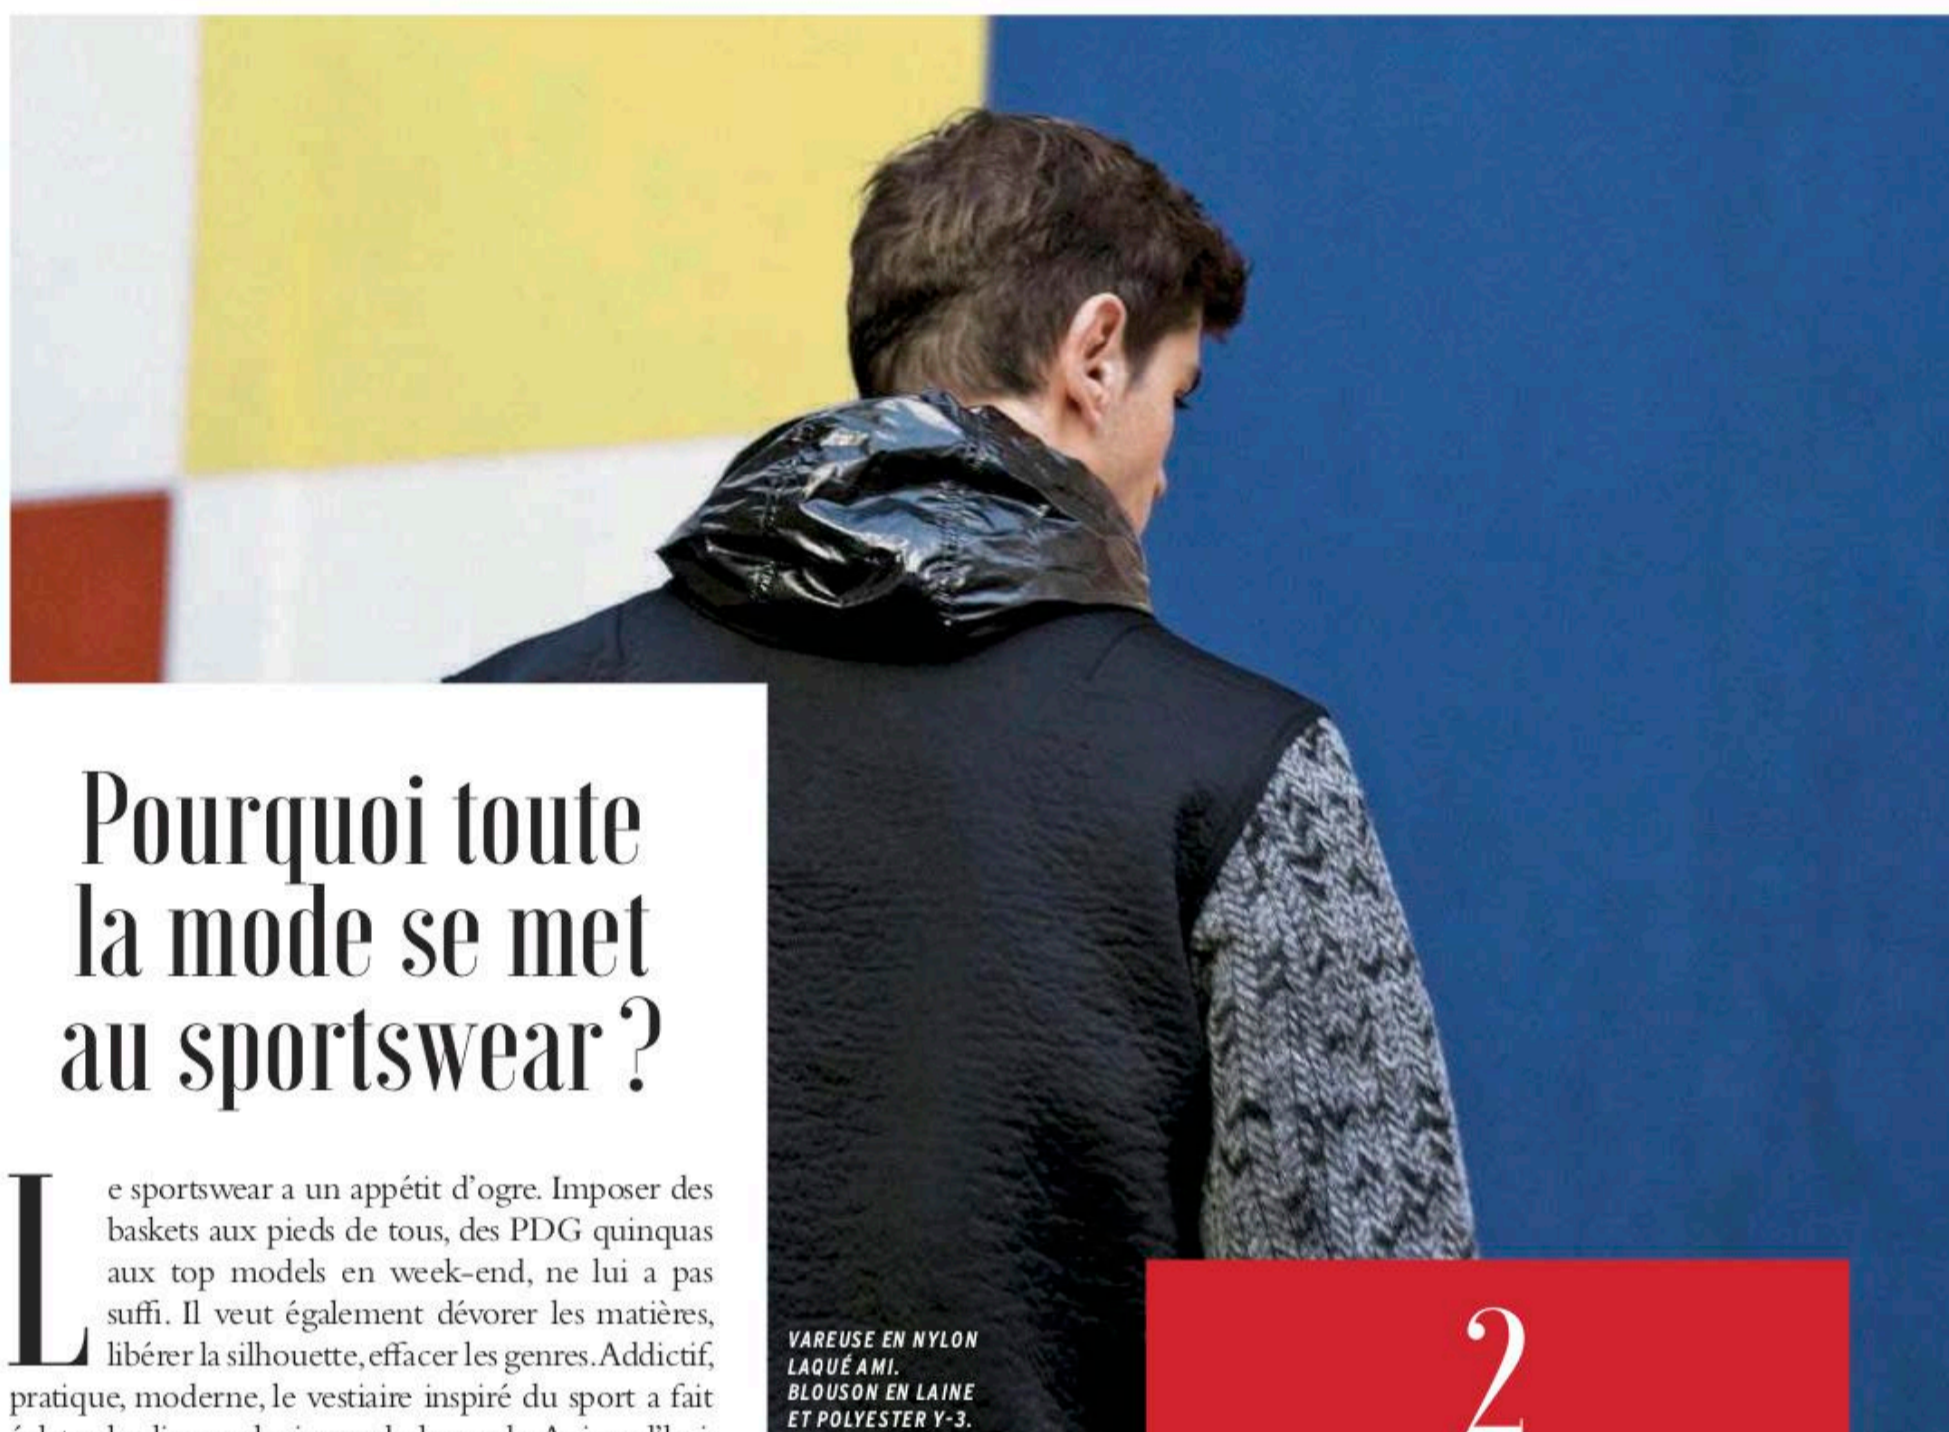 Pourquoi toute
la mode se met
au sportswear ?
Le sportswear a un appétit d'ogre. Imposer des
baskets aux pieds de tous, des PDG quinquas
aux top models en week-end, ne lui a pas
suffi. Il veut également dévorer les matières,
libérer la silhouette, effacer les genres. Addictif,
pratique, moderne, le vestiaire inspiré du sport a fait
VAREUSE EN NYLON
LAQUÉ AMI.
BLOUSON EN LAINE
ET POLYESTER Y-3.
2